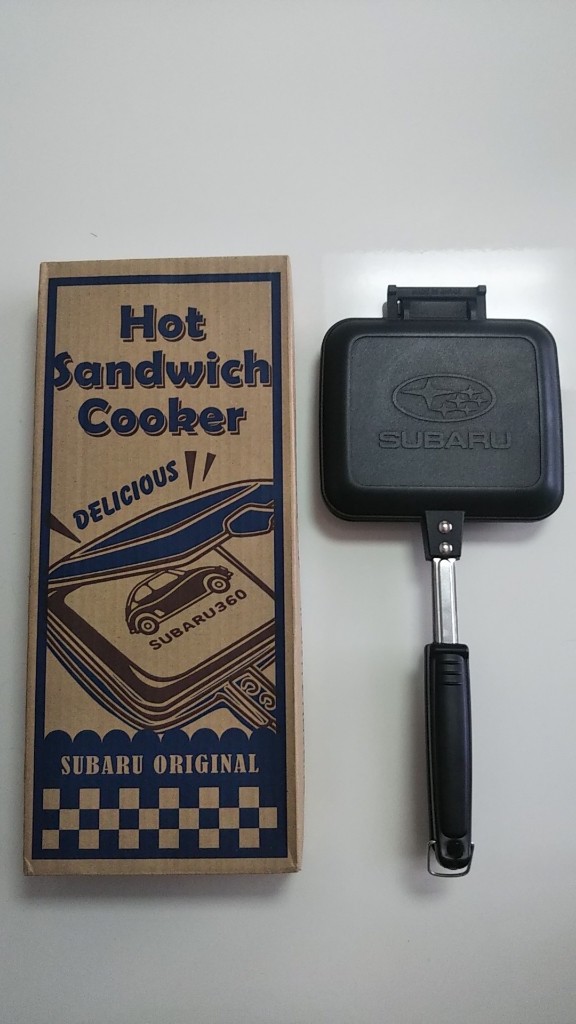 Hot
Sandwich
Cooker
DELICIOUS
SUBARU360
SUBARU ORIGINAL
SUBARU